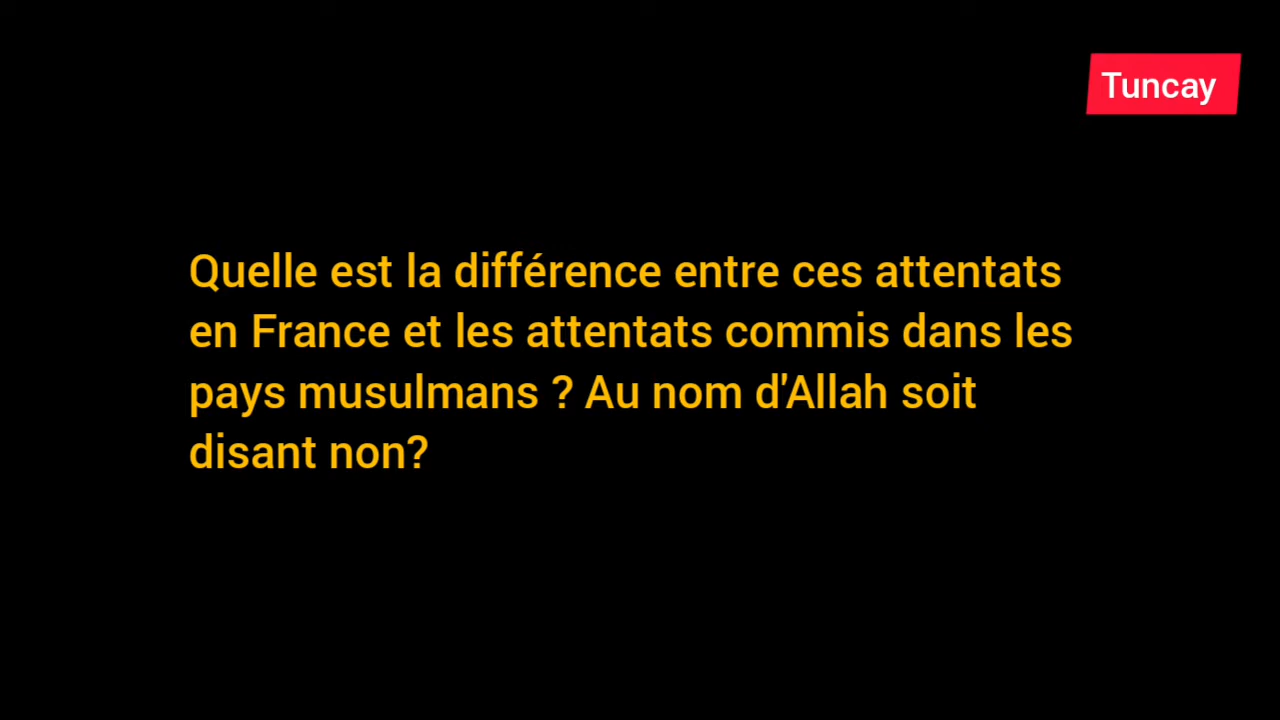 Tuncay
Quelle est la différence entre ces attentats
en France et les attentats commis dans les
pays musulmans ? Au nom d'Allah soit
disant non?